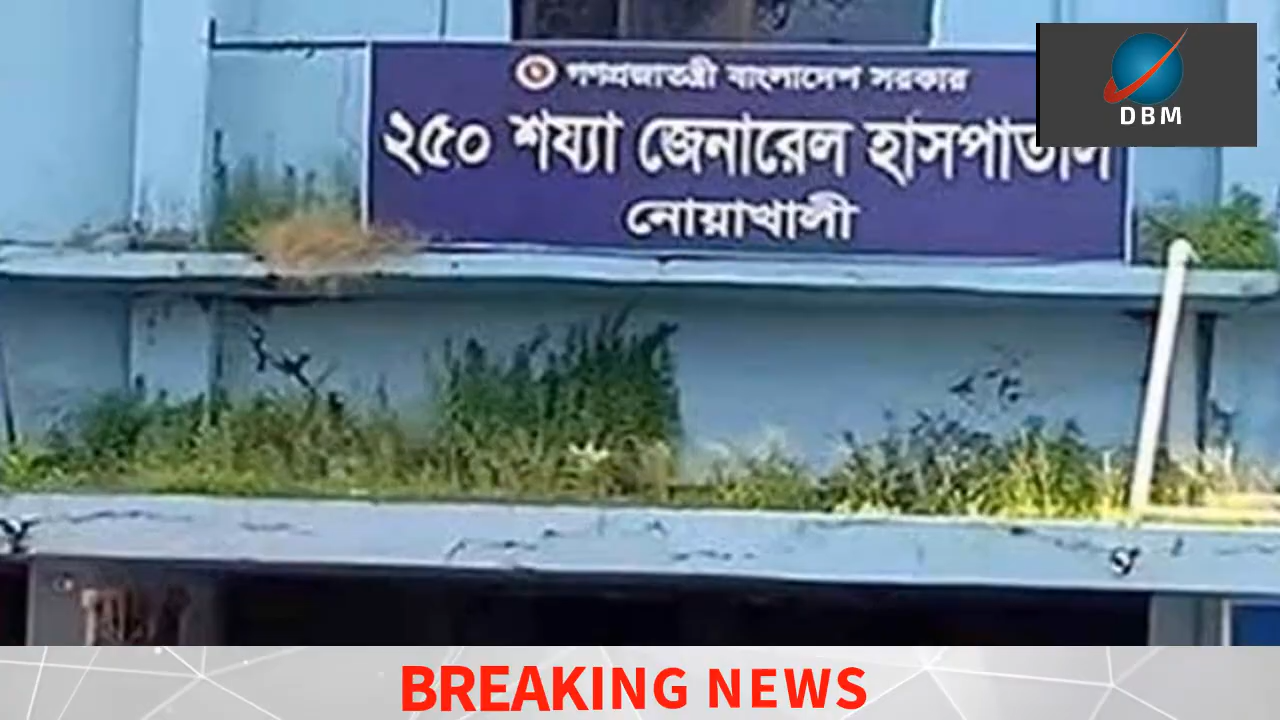 গণপ্রজাতন্ত্রী বাংলাদেশ সরকার
২৫০ শয্যা জেনারেল হাসপাতাল
নোয়াখালী
DBM
BREAKING NEWS